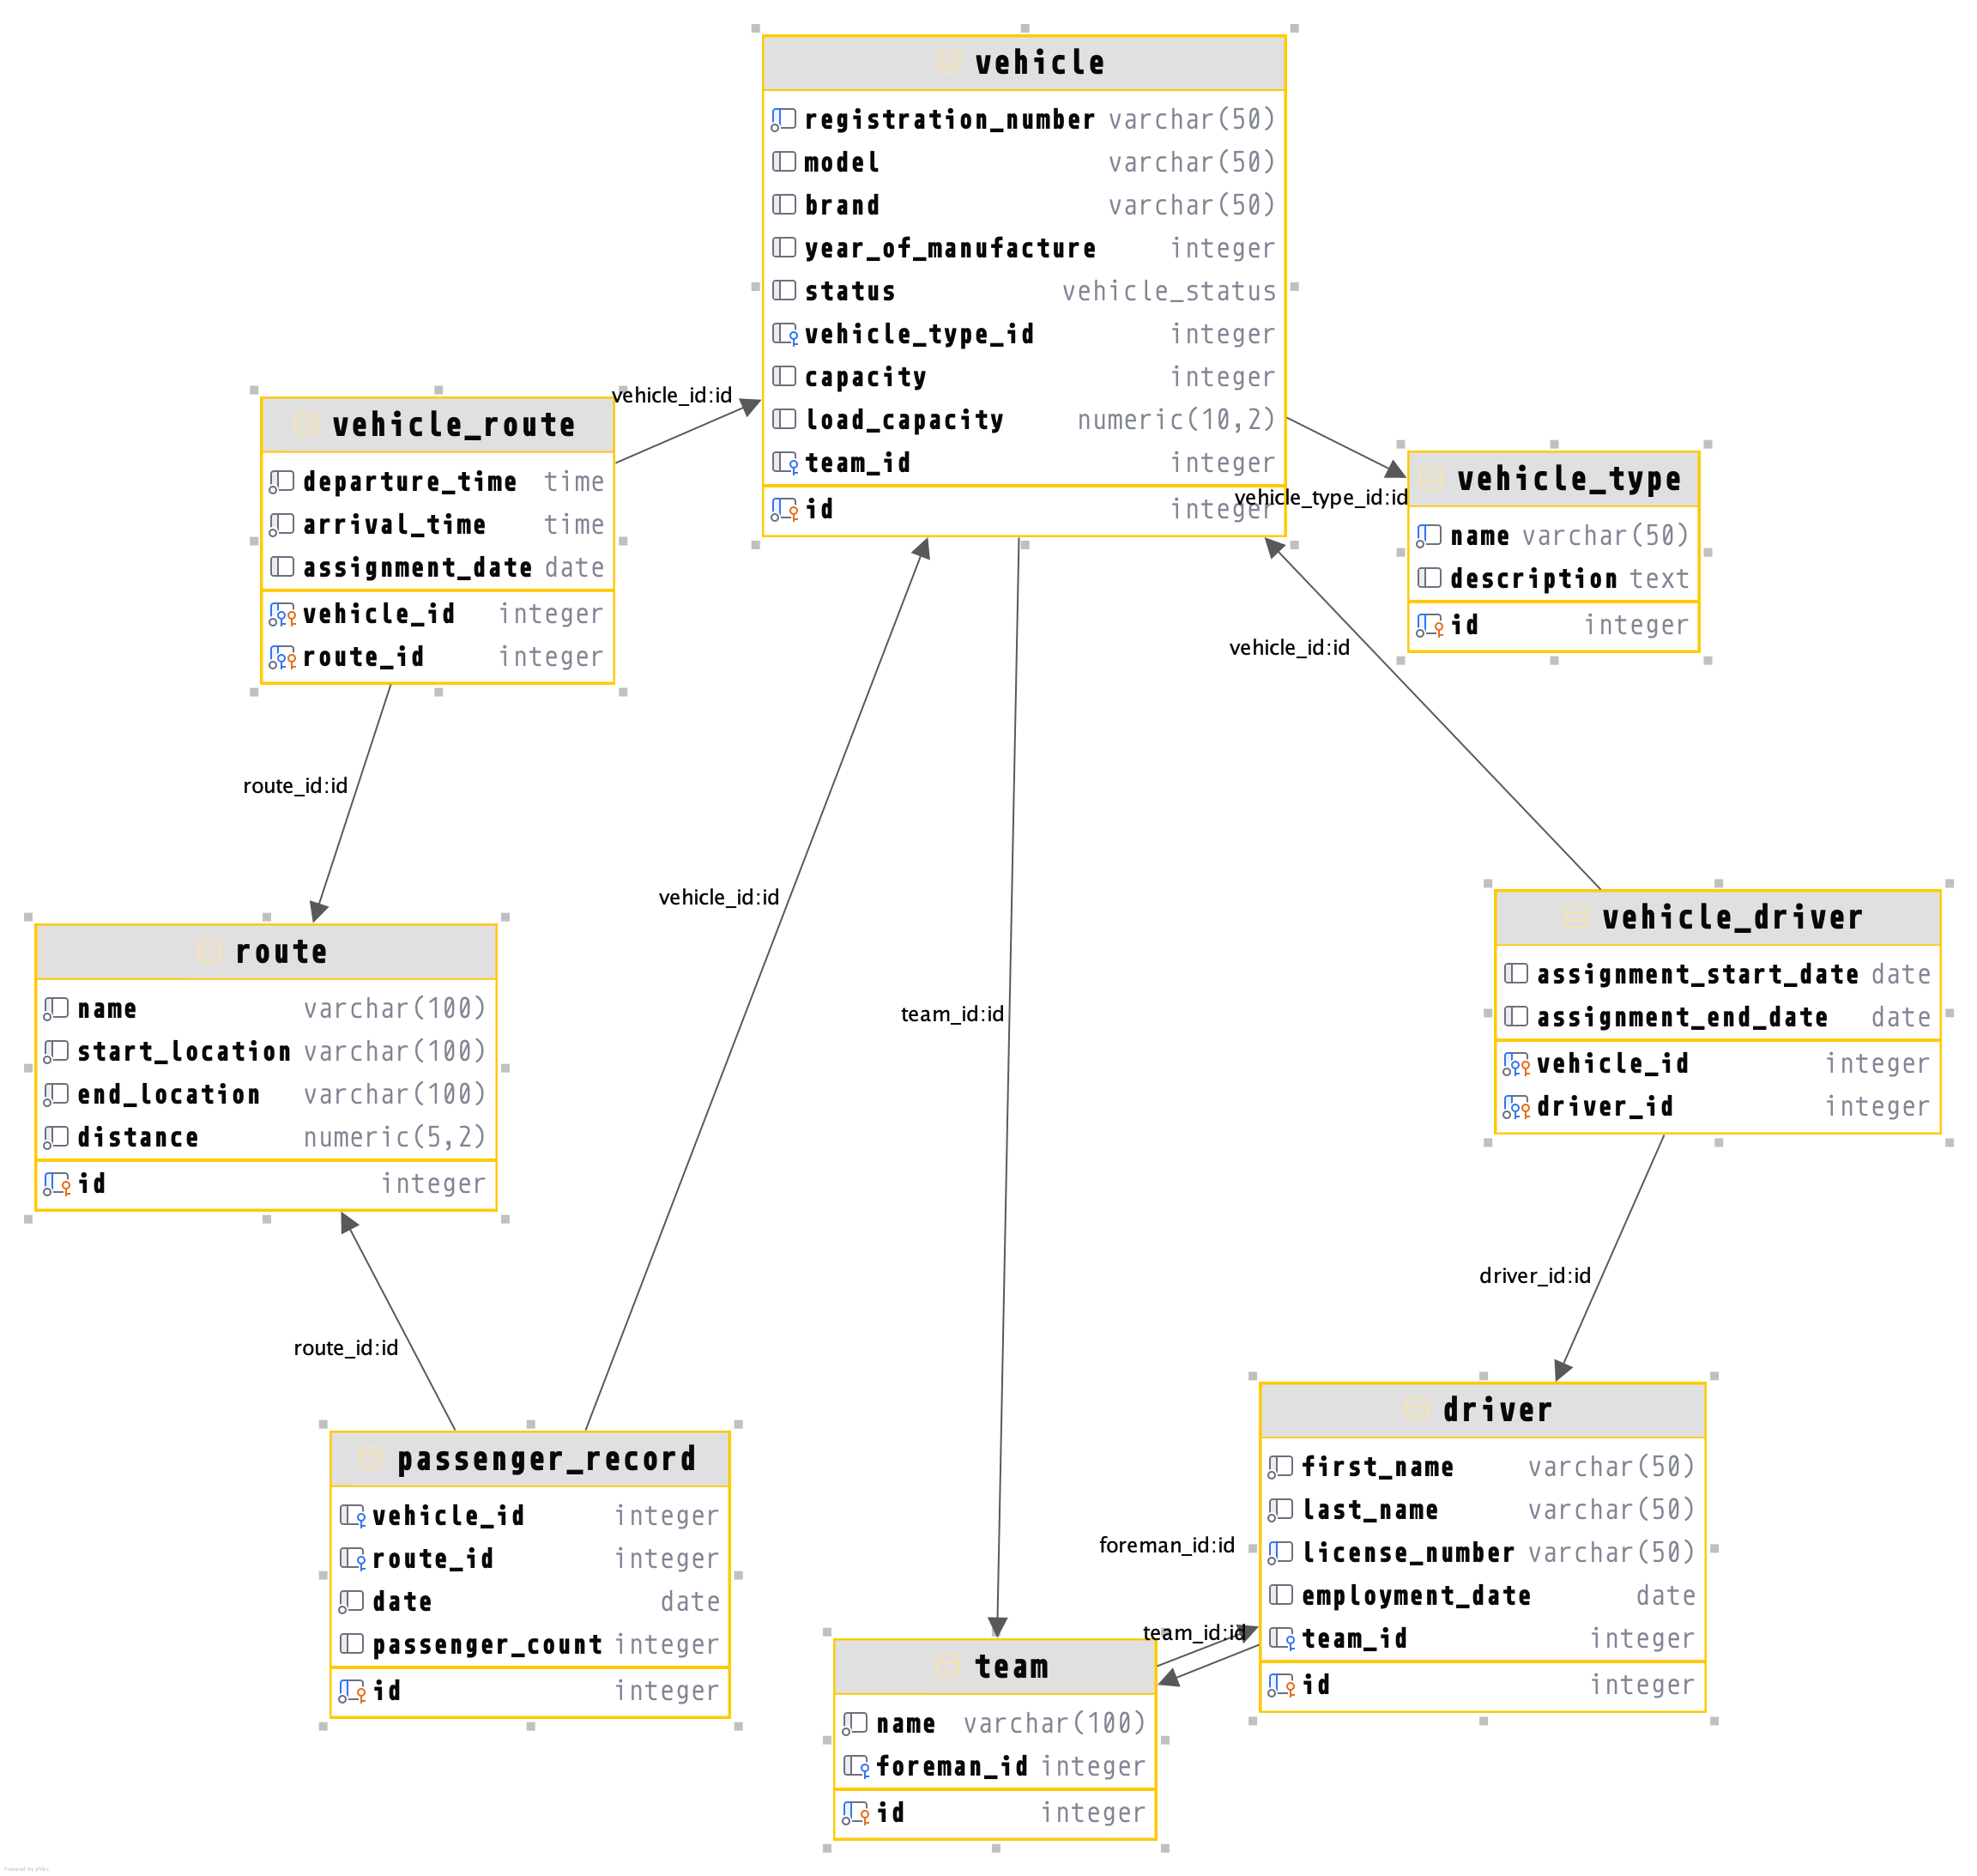 vehicle
registration_number varchar(50)
model varchar(50)
brand varchar(50)
year_of_manufacture integer
status vehicle_status
vehicle_type_id integer
capacity integer
load_capacity numeric(10,2)
team_id integer
id integer
vehicle_id:id
vehicle_type_id:id
vehicle_route
departure_time time
arrival_time time
assignment_date date
vehicle_id integer
route_id integer
vehicle_type
name varchar(50)
description text
id integer
vehicle_id:id
route_id:id
vehicle_id:id
route
name varchar(100)
start_location varchar(100)
end_location varchar(100)
distance numeric(5,2)
id integer
vehicle_driver
assignment_start_date date
assignment_end_date date
vehicle_id integer
driver_id integer
team_id:id
driver_id:id
route_id:id
passenger_record
vehicle_id integer
route_id integer
date date
passenger_count integer
id integer
driver
first_name varchar(50)
last_name varchar(50)
license_number varchar(50)
employment_date date
team_id integer
id integer
foreman_id:id
team_id:id
team
name varchar(100)
foreman_id integer
id integer
Powered by yFiles